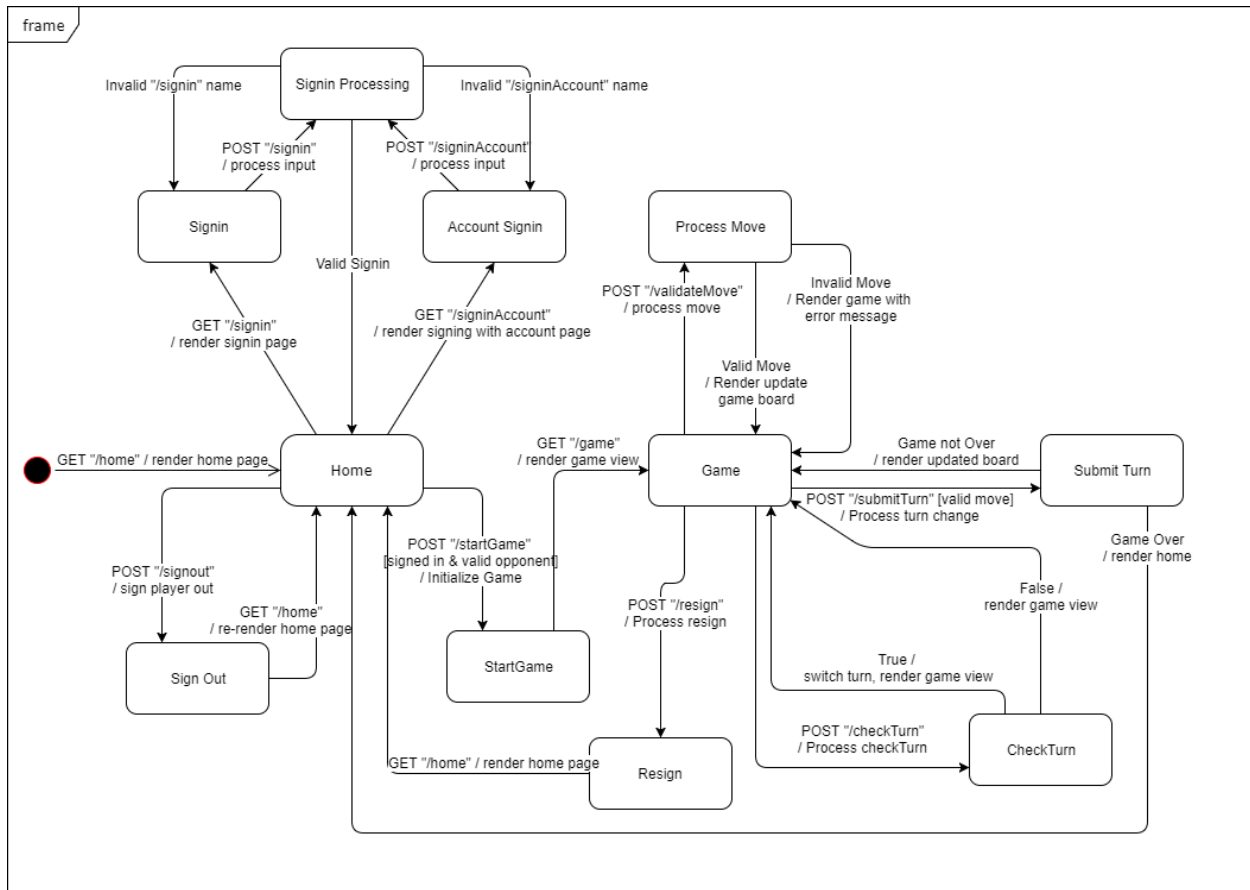 frame
Signin Processing
Invalid "/signin" name
Invalid "/signinAccount" name
POST "/signin"
/ process input
POST "/signinAccount"
/ process input
Signin
Account Signin
Process Move
Valid Signin
Invalid Move
/ Render game with
error message
POST "/validateMove"
/ process move
GET "/signin"
/ render signin page
GET "/signinAccount"
/ render signing with account page
Valid Move
/ Render update
game board
GET "/home" / render home page
Home
GET "/game"
/ render game view
Game
Game not Over
/ render updated board
Submit Turn
POST "/submitTurn" [valid move]
/ Process turn change
POST "/startGame"
[signed in & valid opponent]
/ Initialize Game
Game Over
/ render home
POST "/signout"
/ sign player out
GET "/home"
/ re-render home page
POST "/resign"
/ Process resign
False /
render game view
Sign Out
StartGame
True /
switch turn, render game view
POST "/checkTurn"
/ Process checkTurn
CheckTurn
GET "/home" / render home page
Resign